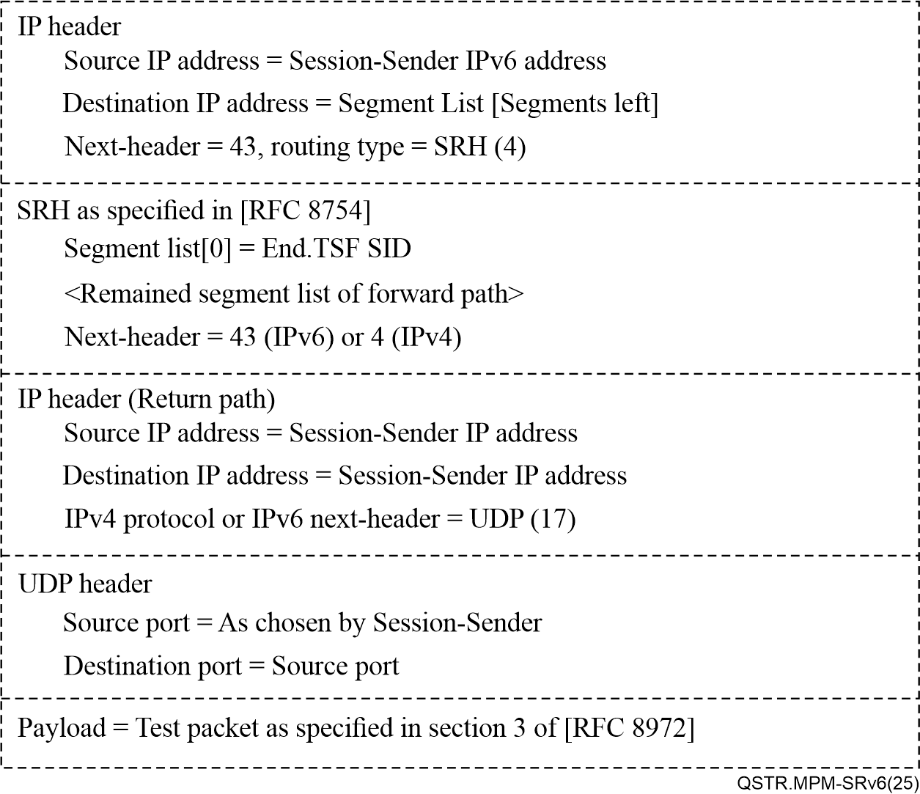 IP header
Source IP address = Session-Sender IPv6 address
Destination IP address = Segment List [Segments left]
Next-header = 43, routing type = SRH (4)
SRH as specified in [RFC 8754]
Segment list[0] = End.TSF SID
<Remained segment list of forward path>
Next-header = 43 (IPv6) or 4 (IPv4)
IP header (Return path)
Source IP address = Session-Sender IP address
Destination IP address = Session-Sender IP address
IPv4 protocol or IPv6 next-header = UDP (17)
UDP header
Source port = As chosen by Session-Sender
Destination port = Source port
Payload = Test packet as specified in section 3 of [RFC 8972]
QSTR.MPM-SRv6(25)